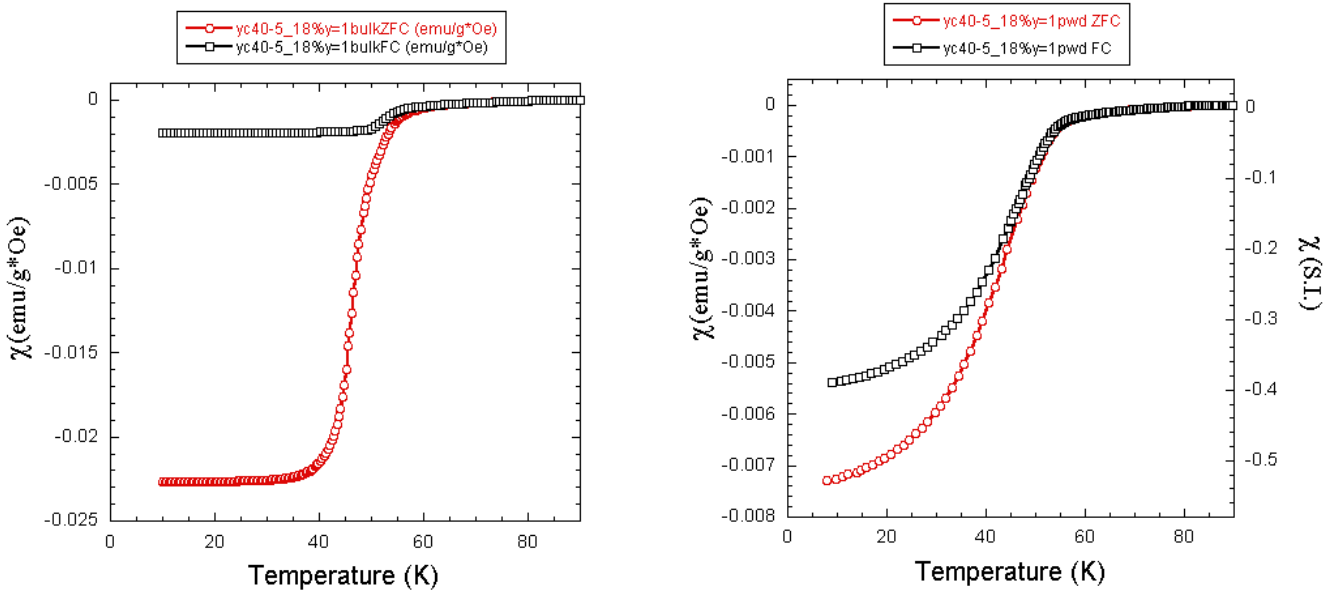 yc40-5_18%y=1bulkZFC (emu/g*Oe)
yc40-5_18%y=1bulkFC (emu/g*Oe)
0
-0.005
-0.01
-0.015
-0.02
-0.025
χ(emu/g*Oe)
0 20 40 60 80
Temperature (K)
yc40-5_18%y=1pwd ZFC
yc40-5_18%y=1pwd FC
0
-0.001
-0.002
-0.003
-0.004
-0.005
-0.006
-0.007
-0.008
χ(emu/g*Oe)
0
-0.1
-0.2
-0.3
-0.4
-0.5
χ (S.I.)
0 20 40 60 80
Temperature (K)